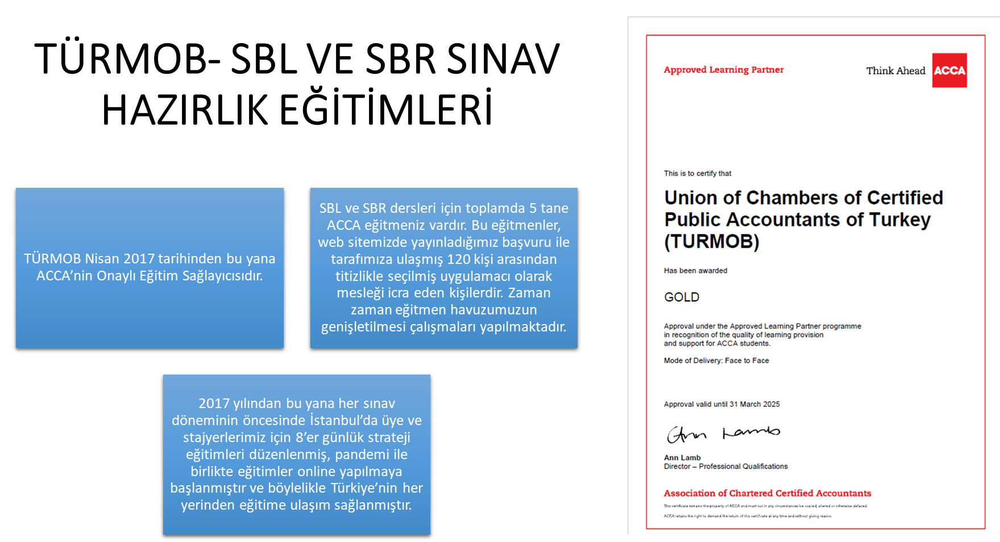 TÜRMOB- SBL VE SBR SINAV
HAZIRLIK EĞİTİMLERİ
TÜRMOB Nisan 2017 tarihinden bu yana
ACCA’nin Onaylı Eğitim Sağlayıcısıdır.
SBL ve SBR dersleri için toplamda 5 tane
ACCA eğitmeniz vardır. Bu eğitmenler,
web sitemizde yayınladığımız başvuru ile
tarafımıza ulaşmış 120 kişi arasından
titizlikle seçilmiş uygulamacı olarak
mesleği icra eden kişilerdir. Zaman
zaman eğitmen havuzumuzun
genişletilmesi çalışmaları yapılmaktadır.
2017 yılından bu yana her sınav
döneminin öncesinde İstanbul’da üye ve
stajyerlerimiz için 8’er günlük strateji
eğitimleri düzenlenmiş, pandemi ile
birlikte eğitimler online yapılmaya
başlanmıştır ve böylelikle Türkiye’nin her
yerinden eğitime ulaşım sağlanmıştır.
Approved Learning Partner
Think Ahead ACCA
This is to certify that
Union of Chambers of Certified
Public Accountants of Turkey
(TURMOB)
Has been awarded
GOLD
Approval under the Approved Learning Partner programme
in recognition of the quality of learning provision
and support for ACCA students.
Mode of Delivery: Face to Face
Approval valid until 31 March 2025
Ann Lamb
Ann Lamb
Director – Professional Qualifications
Association of Chartered Certified Accountants
This certificate remains the property of ACCA and must not in any circumstances be copied, altered or otherwise defaced.
ACCA retains the right to demand the return of this certificate at any time and without giving reason.